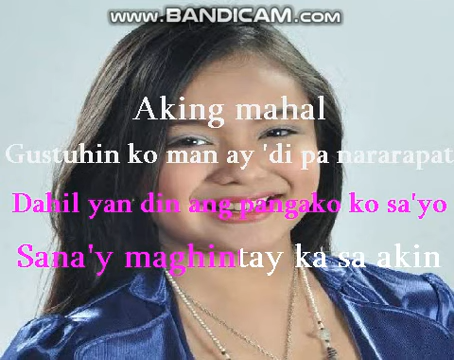 www.BANDICAM.com
Aking mahal
Gustuhin ko man ay 'di pa nararapat
Dahil yan din ang pangako ko sa'yo
Sana'y maghintay ka sa akin